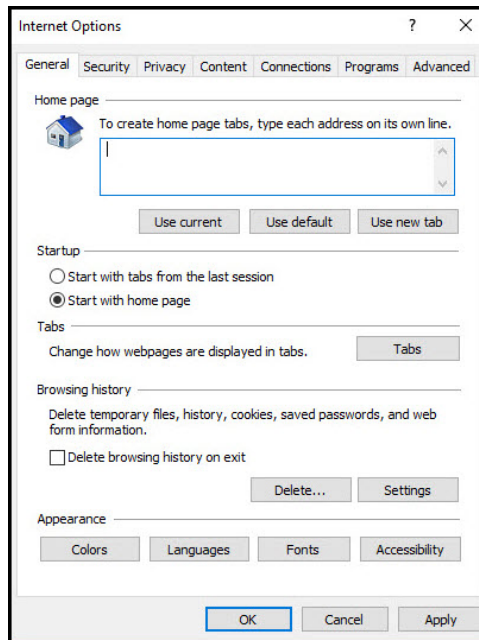 Internet Options
?
General Security Privacy Content Connections Programs Advanced
Home page
To create home page tabs, type each address on its own line.
Use current Use default Use new tab
Startup
Start with tabs from the last session
Start with home page
Tabs
Change how webpages are displayed in tabs. Tabs
Browsing history
Delete temporary files, history, cookies, saved passwords, and web
form information.
Delete browsing history on exit
Delete... Settings
Appearance
Colors Languages Fonts Accessibility
OK Cancel Apply